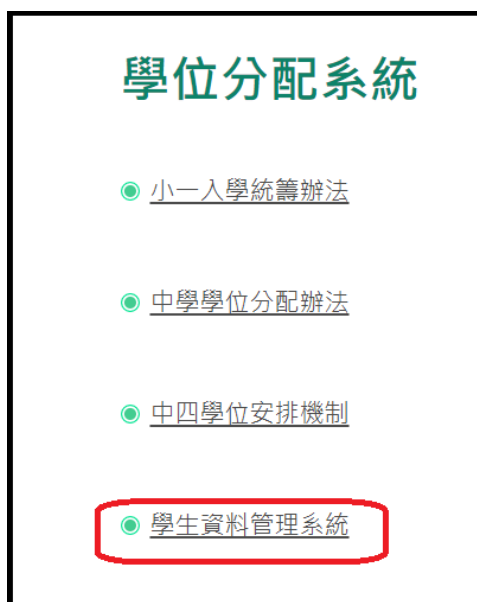 學位分配系統
小一入學統籌辦法
中學學位分配辦法
中四學位安排機制
學生資料管理系統